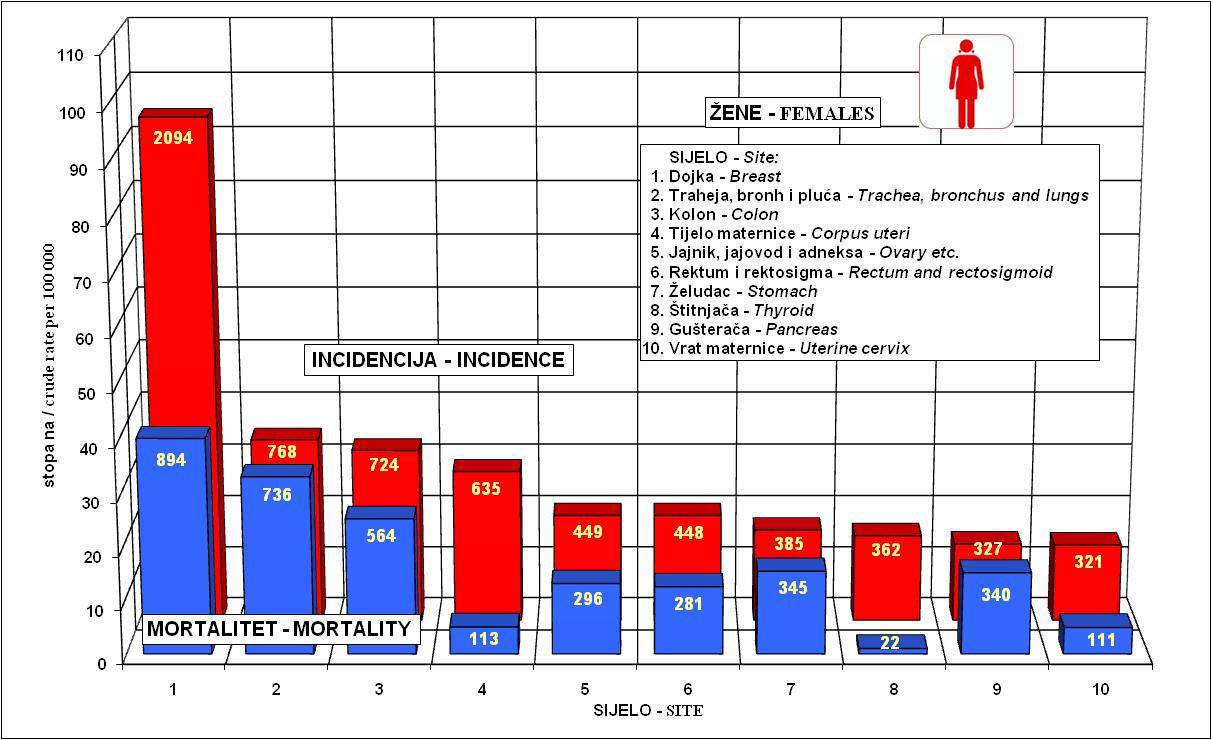 110
100
90
80
70
60
50
40
30
20
10
0
stopa na / crude rate per 100 000
ŽENE - FEMALES
SIJELO - Site:
1. Dojka - Breast
2. Traheja, bronh i pluća - Trachea, bronchus and lungs
3. Kolon - Colon
4. Tijelo maternice - Corpus uteri
5. Jajnik, jajovod i adneksa - Ovary etc.
6. Rektum i rektosigma - Rectum and rectosigmoid
7. Želudac - Stomach
8. Štitnjača - Thyroid
9. Gušterača - Pancreas
10. Vrat maternice - Uterine cervix
INCIDENCIJA - INCIDENCE
2094
768
724
635
449
448
385
362
327
321
894
736
564
113
296
281
345
22
340
111
MORTALITET - MORTALITY
1 2 3 4 5 6 7 8 9 10
SIJELO - SITE